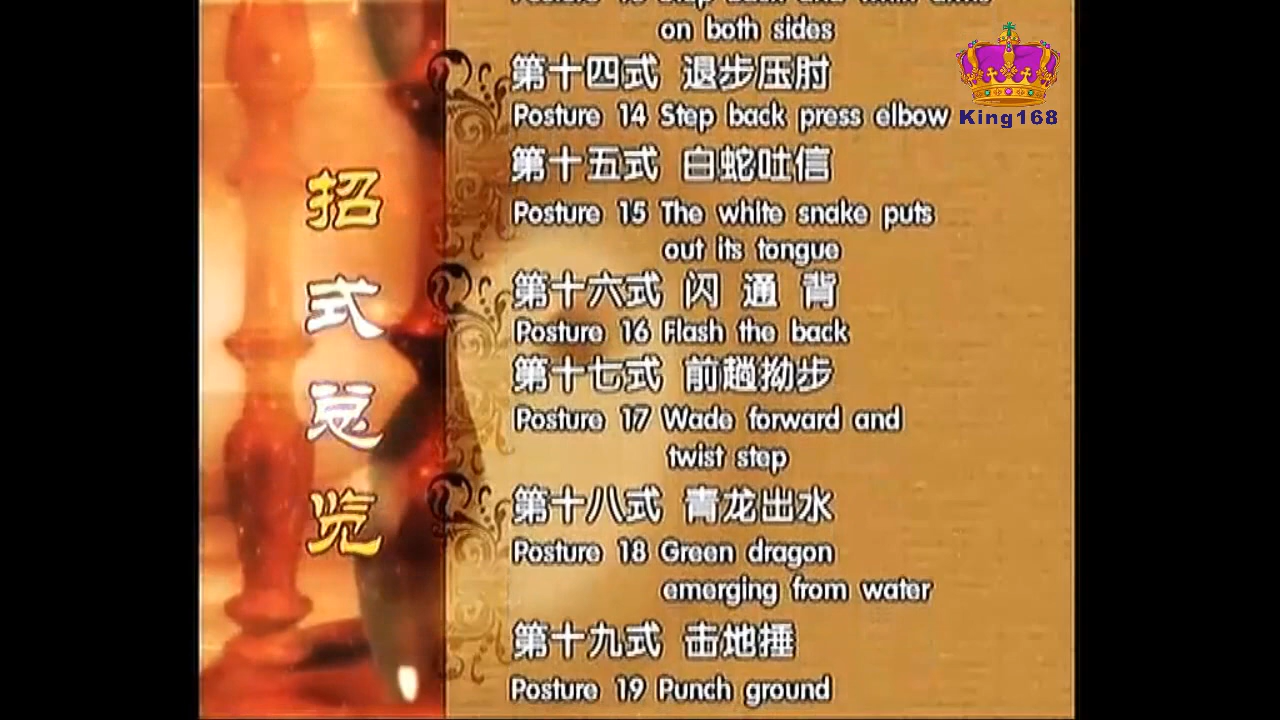 on both sides
第十四式 退步压肘
Posture 14 Step back press elbow
第十五式 白蛇吐信
Posture 15 The white snake puts
out its tongue
第十六式 闪 通 背
Posture 16 Flash the back
第十七式 前趟拗步
Posture 17 Wade forward and
twist step
第十八式 青龙出水
Posture 18 Green dragon
emerging from water
第十九式 击地捶
Posture 19 Punch ground
招式总览
King168